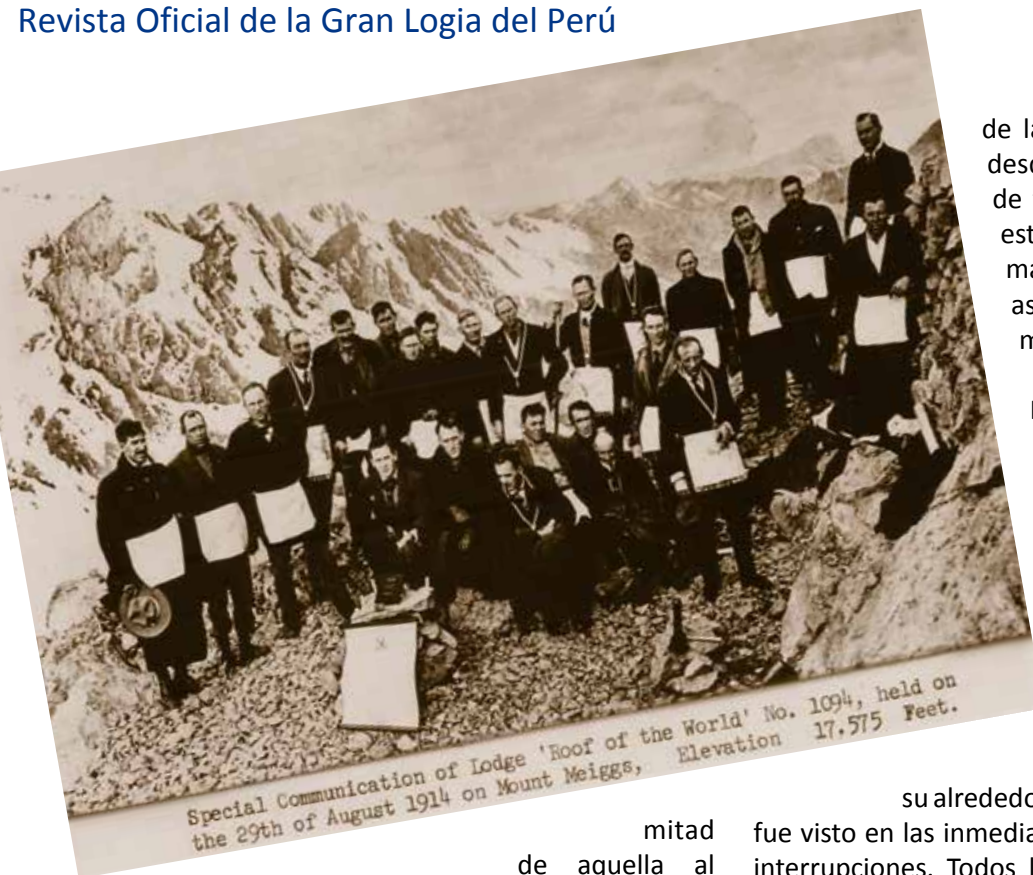 Revista Oficial de la Gran Logia del Perú
de la
desc
de
est
ma
as
m
Special Communication of Lodge 'Roof of the World' No. 1094, held on
the 29th of August 1914 on Mount Meiggs, Elevation 17.575 Feet.
mitad
de aquella al
su alrededo
fue visto en las inmedia
interrupciones. Todos l